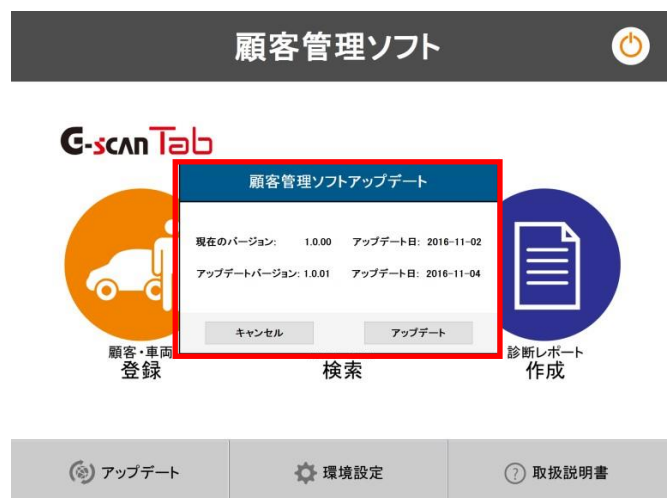 顧客管理ソフト
G-scan Tab
顧客管理ソフトアップデート
現在のバージョン: 1.0.00 アップデート日: 2016-11-02
アップデートバージョン: 1.0.01 アップデート日: 2016-11-04
キャンセル アップデート
顧客・車両 診断レポート
登録 検索 作成
アップデート 環境設定 ? 取扱説明書